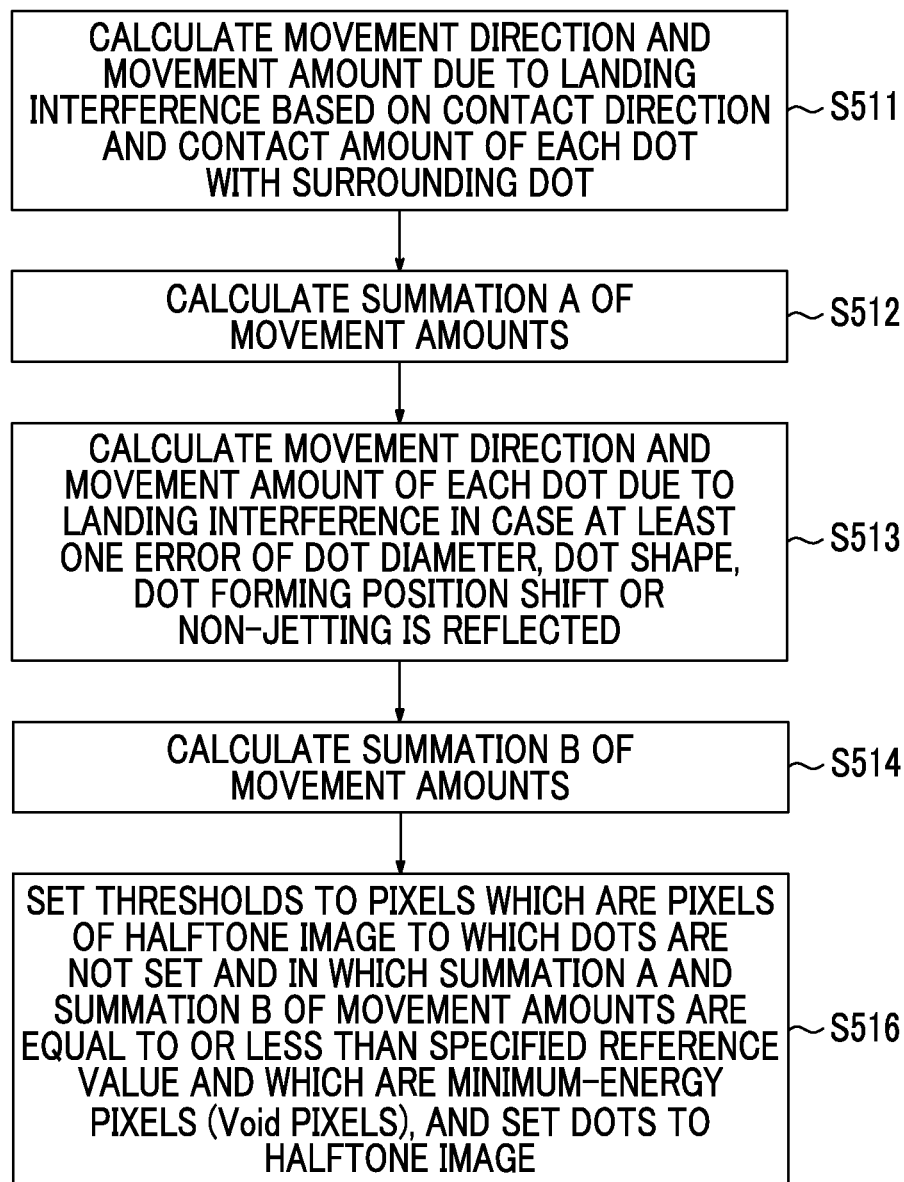 CALCULATE MOVEMENT DIRECTION AND
MOVEMENT AMOUNT DUE TO LANDING
INTERFERENCE BASED ON CONTACT DIRECTION
AND CONTACT AMOUNT OF EACH DOT
WITH SURROUNDING DOT
S511
CALCULATE SUMMATION A OF
MOVEMENT AMOUNTS
S512
CALCULATE MOVEMENT DIRECTION AND
MOVEMENT AMOUNT OF EACH DOT DUE TO
LANDING INTERFERENCE IN CASE AT LEAST
ONE ERROR OF DOT DIAMETER, DOT SHAPE,
DOT FORMING POSITION SHIFT OR
NON-JETTING IS REFLECTED
S513
CALCULATE SUMMATION B OF
MOVEMENT AMOUNTS
S514
SET THRESHOLDS TO PIXELS WHICH ARE PIXELS
OF HALFTONE IMAGE TO WHICH DOTS ARE
NOT SET AND IN WHICH SUMMATION A AND
SUMMATION B OF MOVEMENT AMOUNTS ARE
EQUAL TO OR LESS THAN SPECIFIED REFERENCE
VALUE AND WHICH ARE MINIMUM-ENERGY
PIXELS (Void PIXELS), AND SET DOTS TO
HALFTONE IMAGE
S516